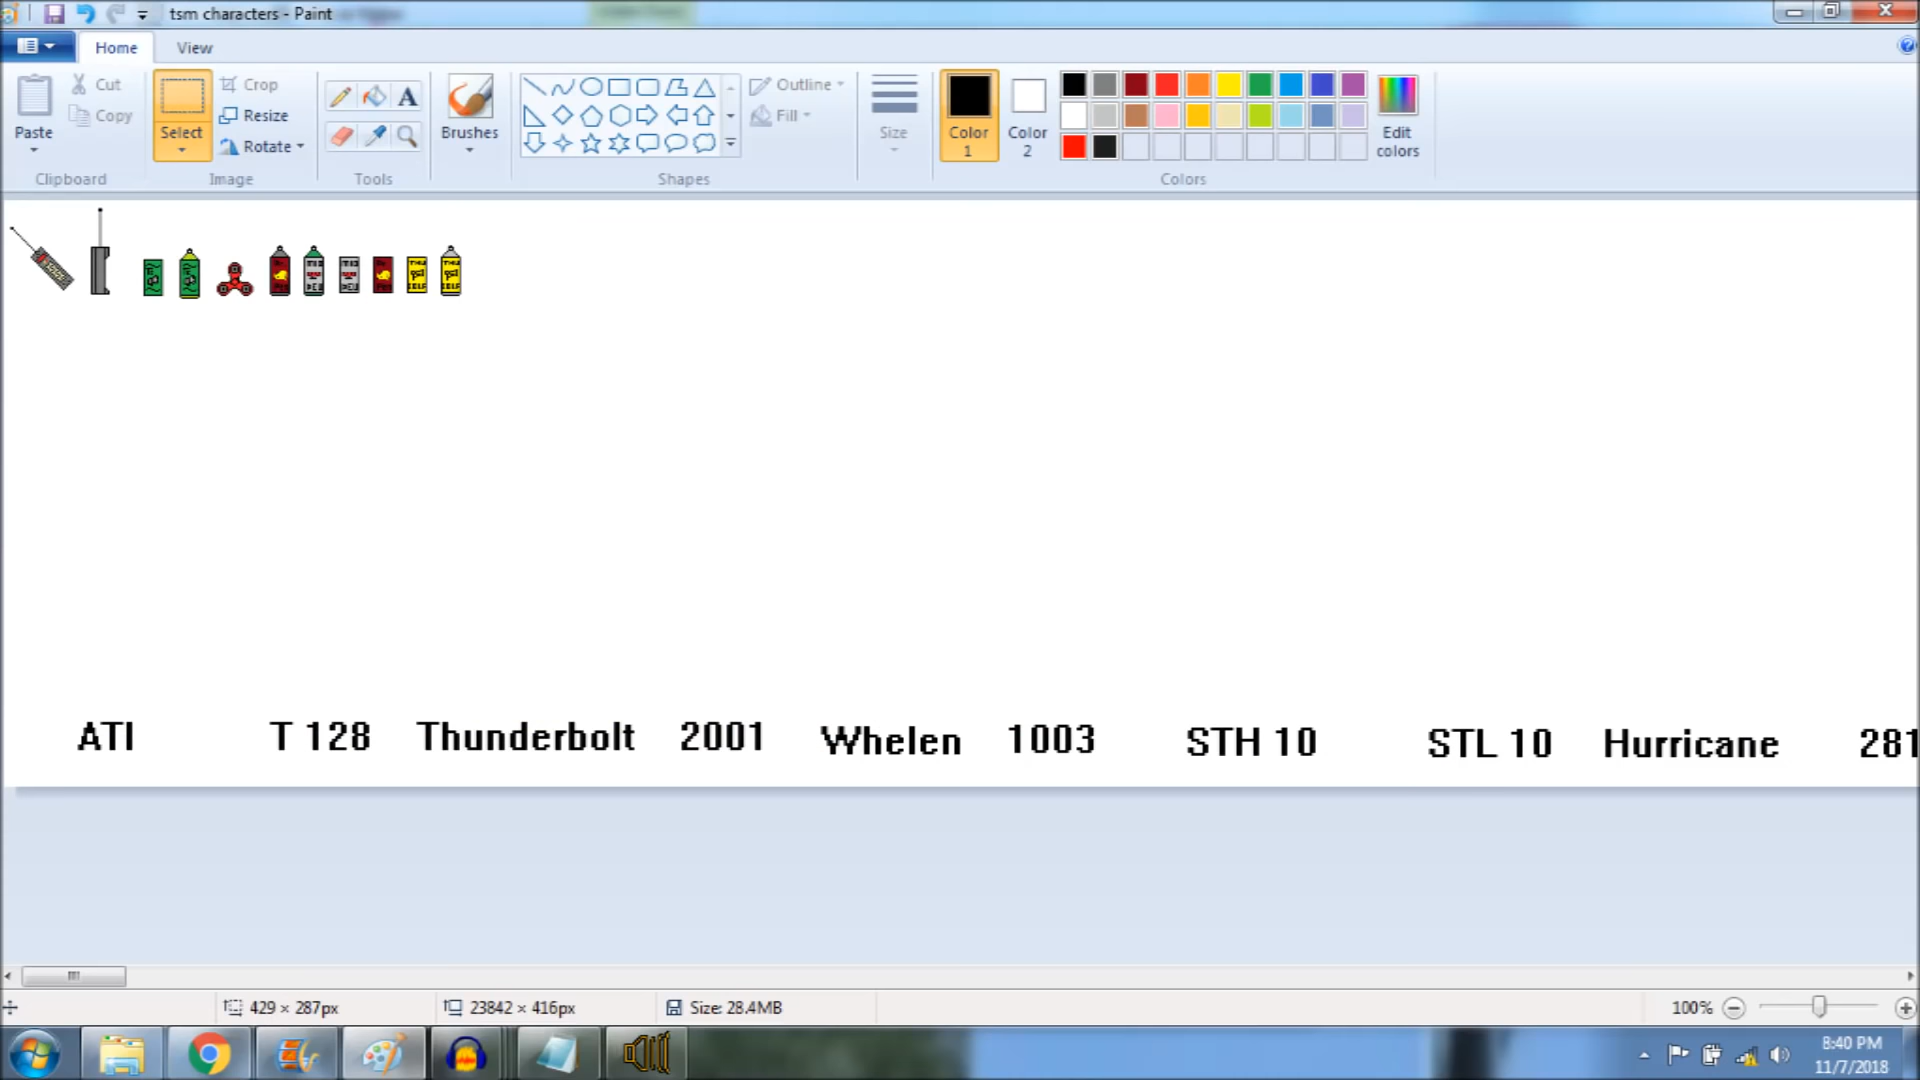 tsm characters - Paint
Home View
Paste
Cut
Copy
Clipboard
Select
Crop
Resize
Rotate
Image
A
Tools
Brushes
Shapes
Outline
Fill
Size
Color 1
Color 2
Edit colors
Colors
ATI T 128 Thunderbolt 2001 Whelen 1003 STH 10 STL 10 Hurricane 281
429 × 287px
23842 × 416px
Size: 28.4MB
100%
8:40 PM
11/7/2018